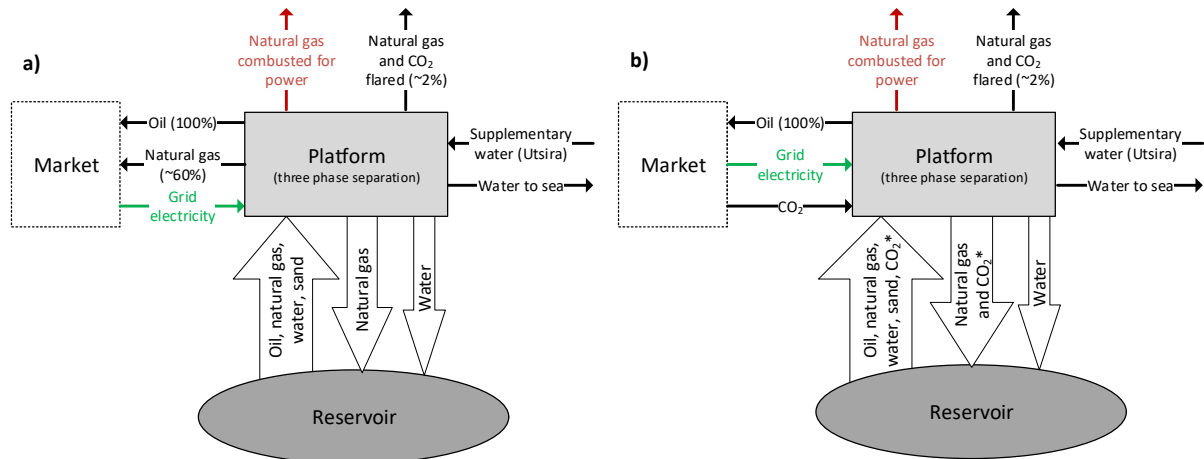 a)
Natural gas
combusted for
power
Natural gas
and CO₂
flared (~2%)
Market
Oil (100%)
Natural gas
(~60%)
Grid
electricity
Platform
(three phase separation)
Supplementary
water (Utsira)
Water to sea
Oil, natural gas,
water, sand
Natural gas
Water
Reservoir
b)
Natural gas
combusted for
power
Natural gas
and CO₂
flared (~2%)
Market
Oil (100%)
Grid
electricity
CO₂
Platform
(three phase separation)
Supplementary
water (Utsira)
Water to sea
Oil, natural gas,
water, sand, CO₂*
Natural gas
and CO₂*
Water
Reservoir